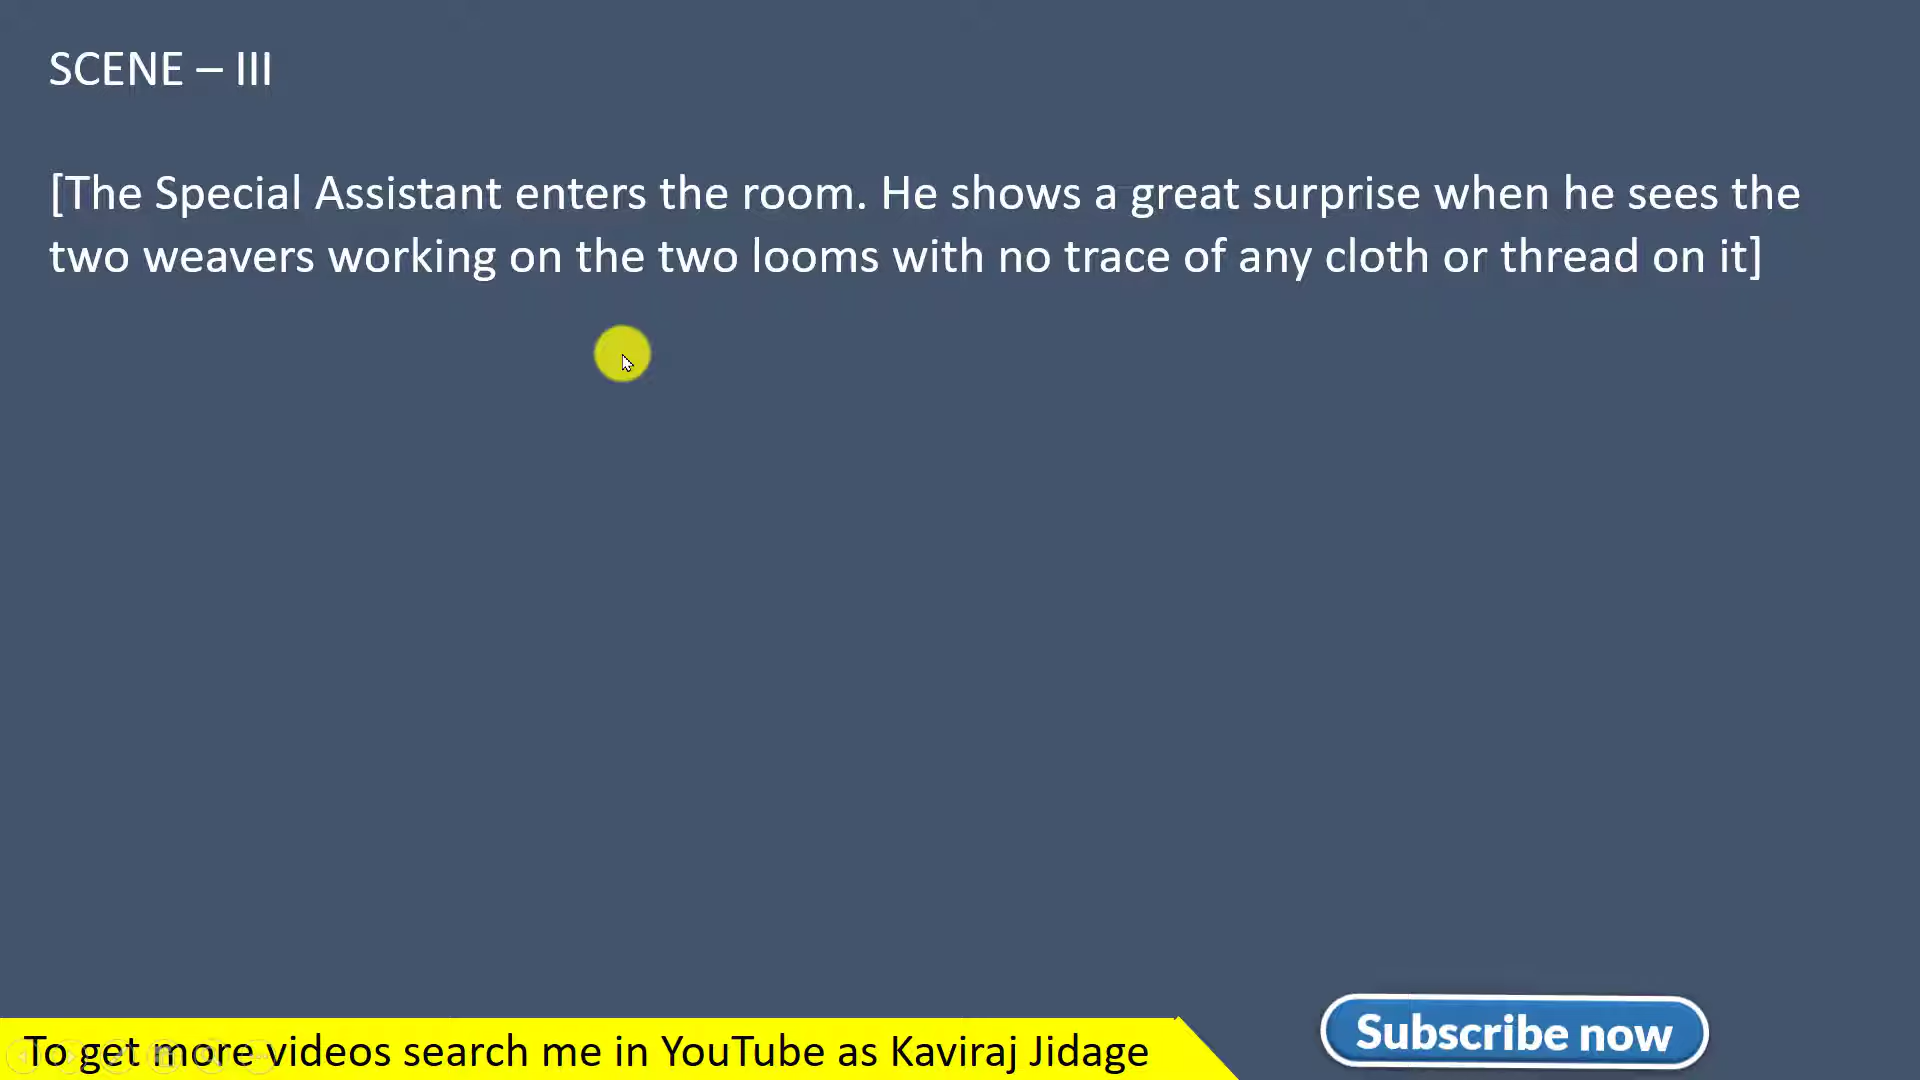 SCENE – III
[The Special Assistant enters the room. He shows a great surprise when he sees the
two weavers working on the two looms with no trace of any cloth or thread on it]
To get more videos search me in YouTube as Kaviraj Jidage
Subscribe now